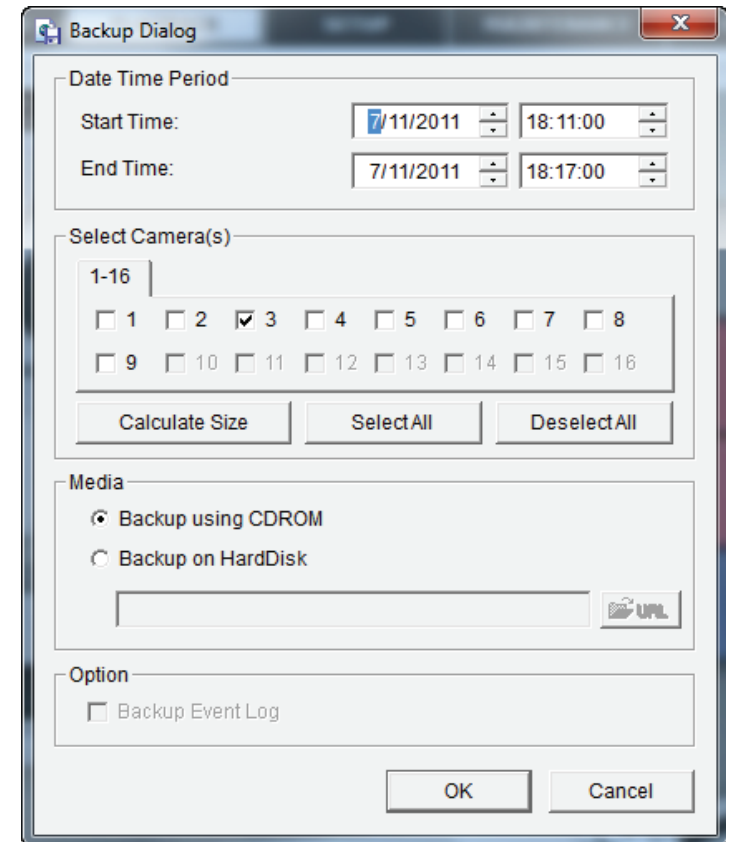 Backup Dialog
X
Date Time Period
Start Time: 7/11/2011 18:11:00
End Time: 7/11/2011 18:17:00
Select Camera(s)
1-16
1 2 3 4 5 6 7 8
9 10 11 12 13 14 15 16
Calculate Size Select All Deselect All
Media
Backup using CDROM
Backup on HardDisk
URL
Option
Backup Event Log
OK Cancel